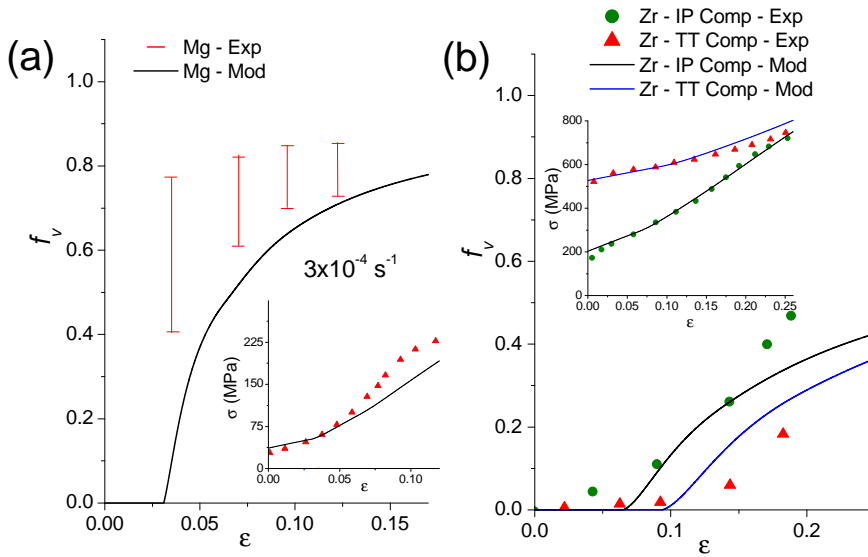 (a)
Mg - Exp
Mg - Mod
1.0
0.8
0.6
0.4
0.2
0.0
f_v
0.00
0.05
0.10
0.15
ε
3x10⁻⁴ s⁻¹
225
150
75
0
σ (MPa)
0.00
0.05
0.10
ε
(b)
Zr - IP Comp - Exp
Zr - TT Comp - Exp
Zr - IP Comp - Mod
Zr - TT Comp - Mod
1.0
0.8
0.6
0.4
0.2
0.0
f_v
0.0
0.1
0.2
ε
800
600
400
200
0
σ (MPa)
0.00
0.05
0.10
0.15
0.20
0.25
ε